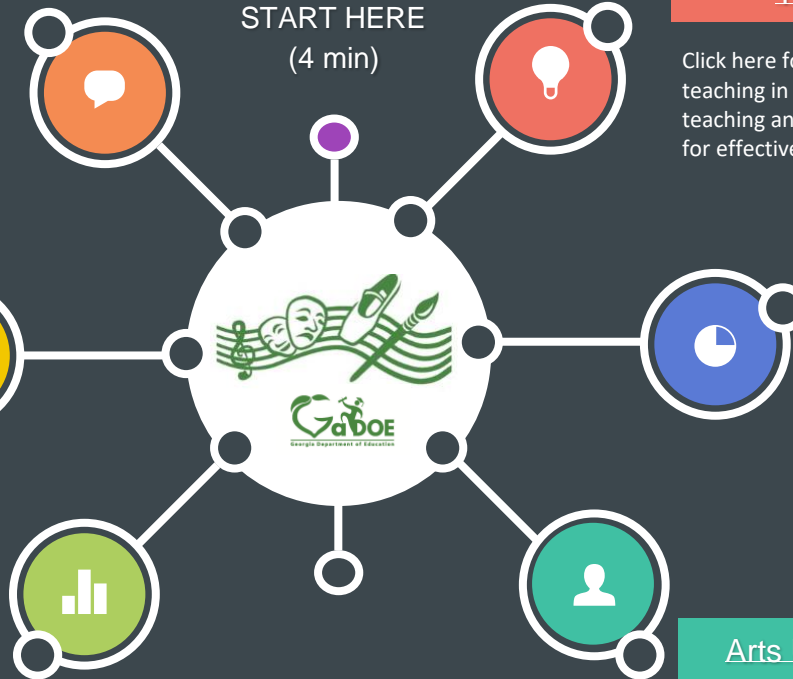 START HERE
(4 min)
Click here fo
teaching in
teaching an
for effective
GaDOE
Georgia Department of Education
Arts